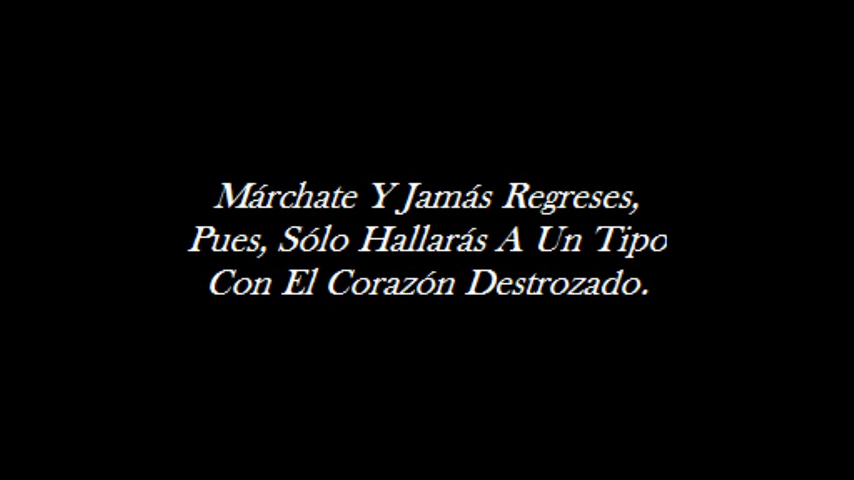 Márchate Y Jamás Regreses,
Pues, Sólo Hallarás A Un Tipo
Con El Corazón Destrozado.